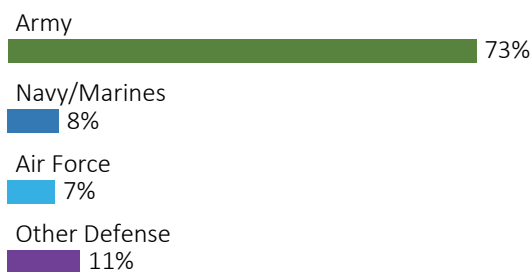 Army
73%
Navy/Marines
8%
Air Force
7%
Other Defense
11%